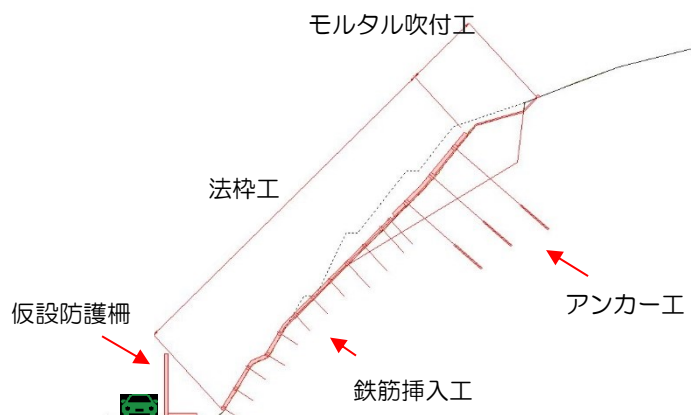 モルタル吹付工
法枠工
アンカー工
仮設防護柵
鉄筋挿入工